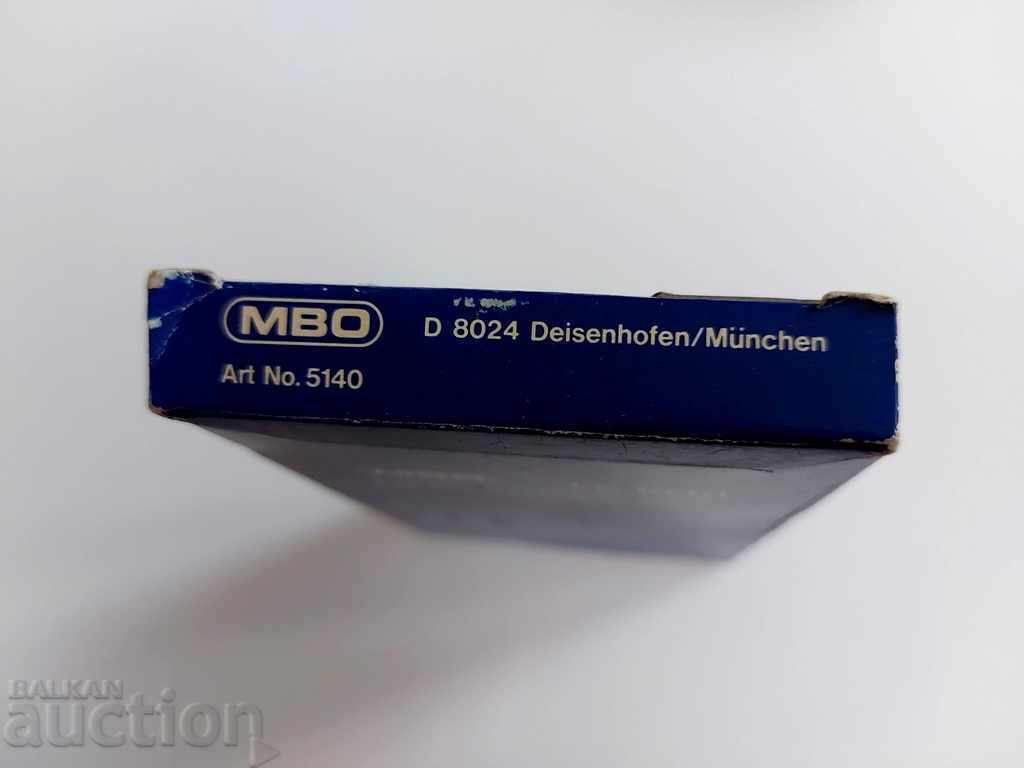 MBO
D 8024 Deisenhofen/München
Art No. 5140
BALKAN
auction